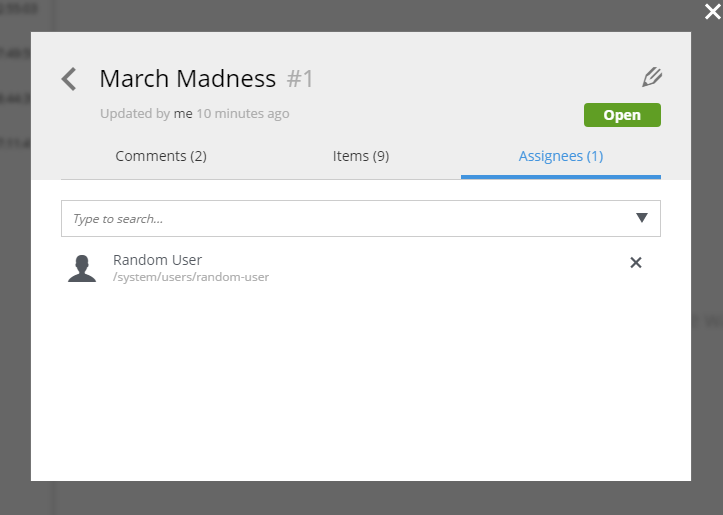 March Madness #1
Updated by me 10 minutes ago
Open
Comments (2) Items (9) Assignees (1)
Type to search...
Random User
/system/users/random-user